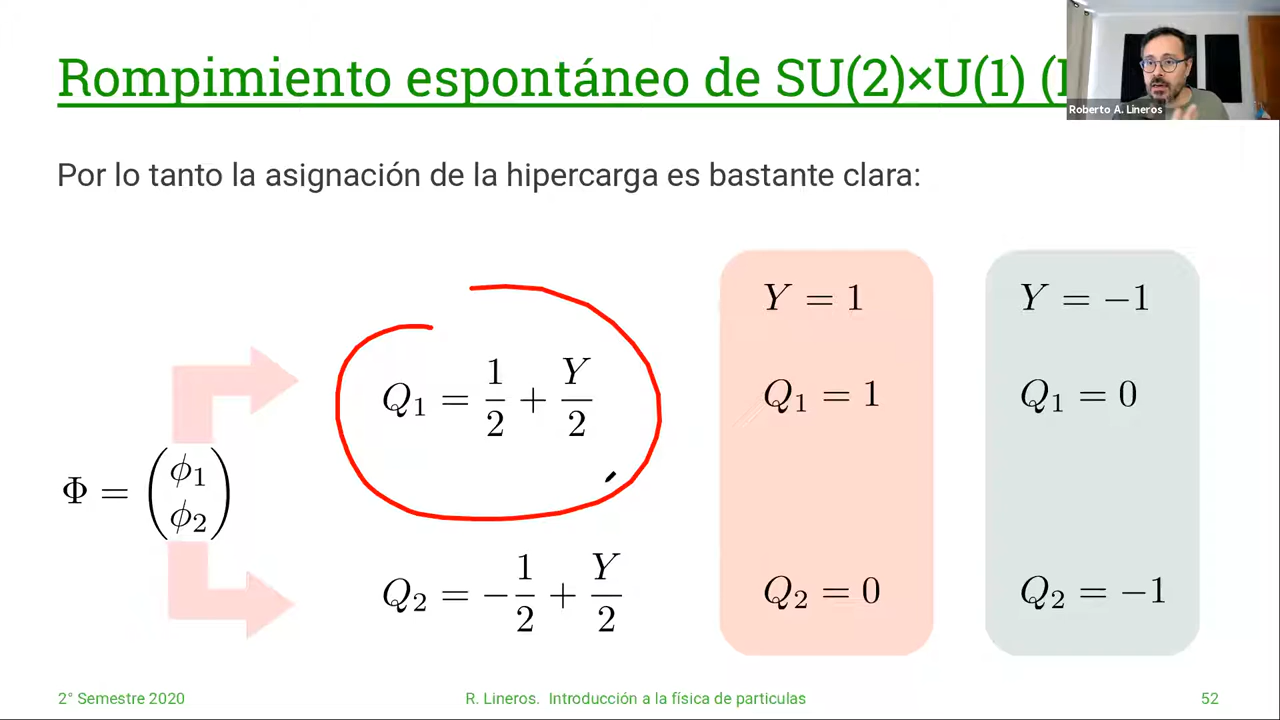 Rompimiento espontáneo de SU(2)×U(1) (
Roberto A. Lineros
Por lo tanto la asignación de la hipercarga es bastante clara:
Φ = (ϕ₁ ϕ₂)
Q₁ = 1/2 + Y/2
Q₂ = −1/2 + Y/2
Y = 1
Q₁ = 1
Q₂ = 0
Y = −1
Q₁ = 0
Q₂ = −1
2° Semestre 2020
R. Lineros. Introducción a la física de particulas
52